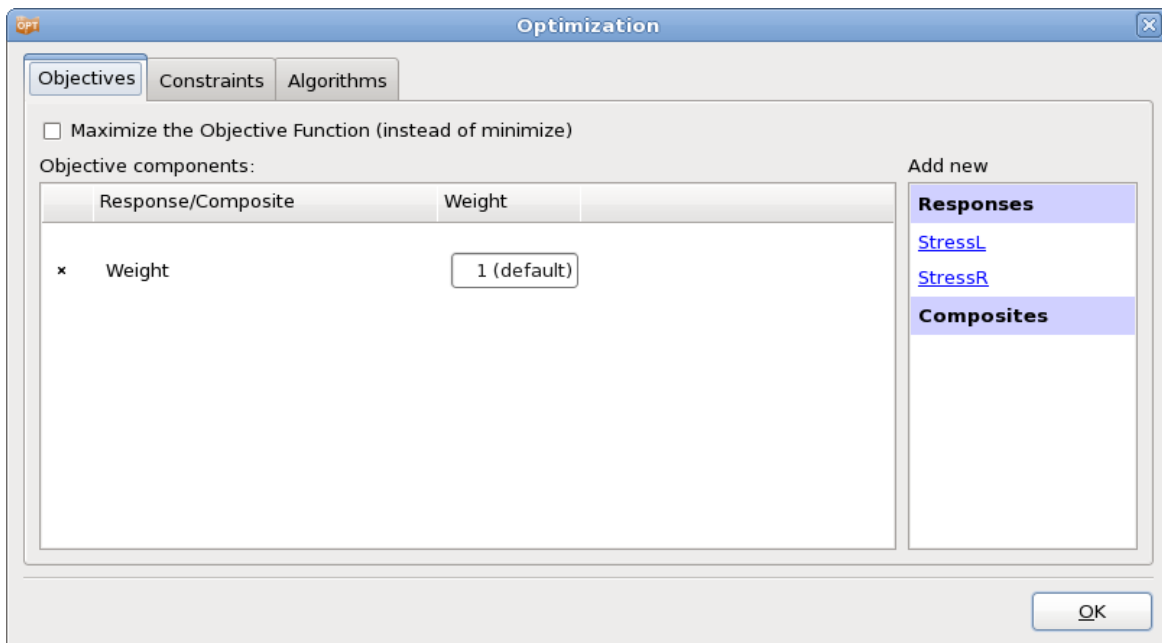 OPT Optimization
Objectives Constraints Algorithms
Maximize the Objective Function (instead of minimize)
Objective components: Add new
Response/Composite Weight Responses
StressL
× Weight 1 (default) StressR
Composites
OK